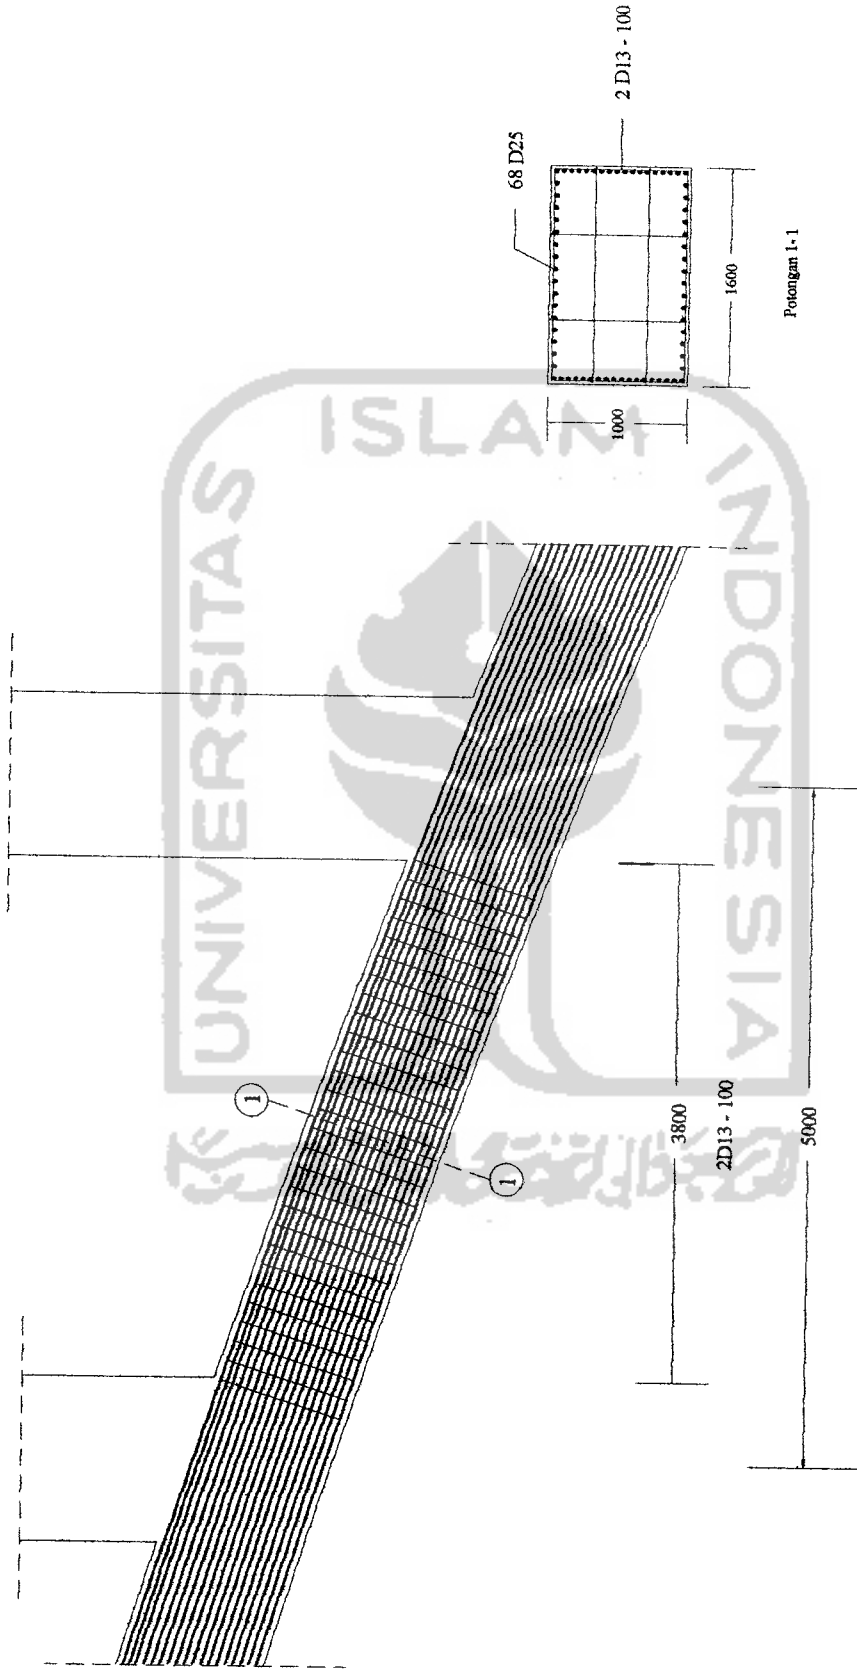 68 D25
2 D13 - 100
1000
1600
Potongan 1-1
1
1
3800
2D13 - 100
5000
UNIVERSITAS
ISLAM
INDONESIA